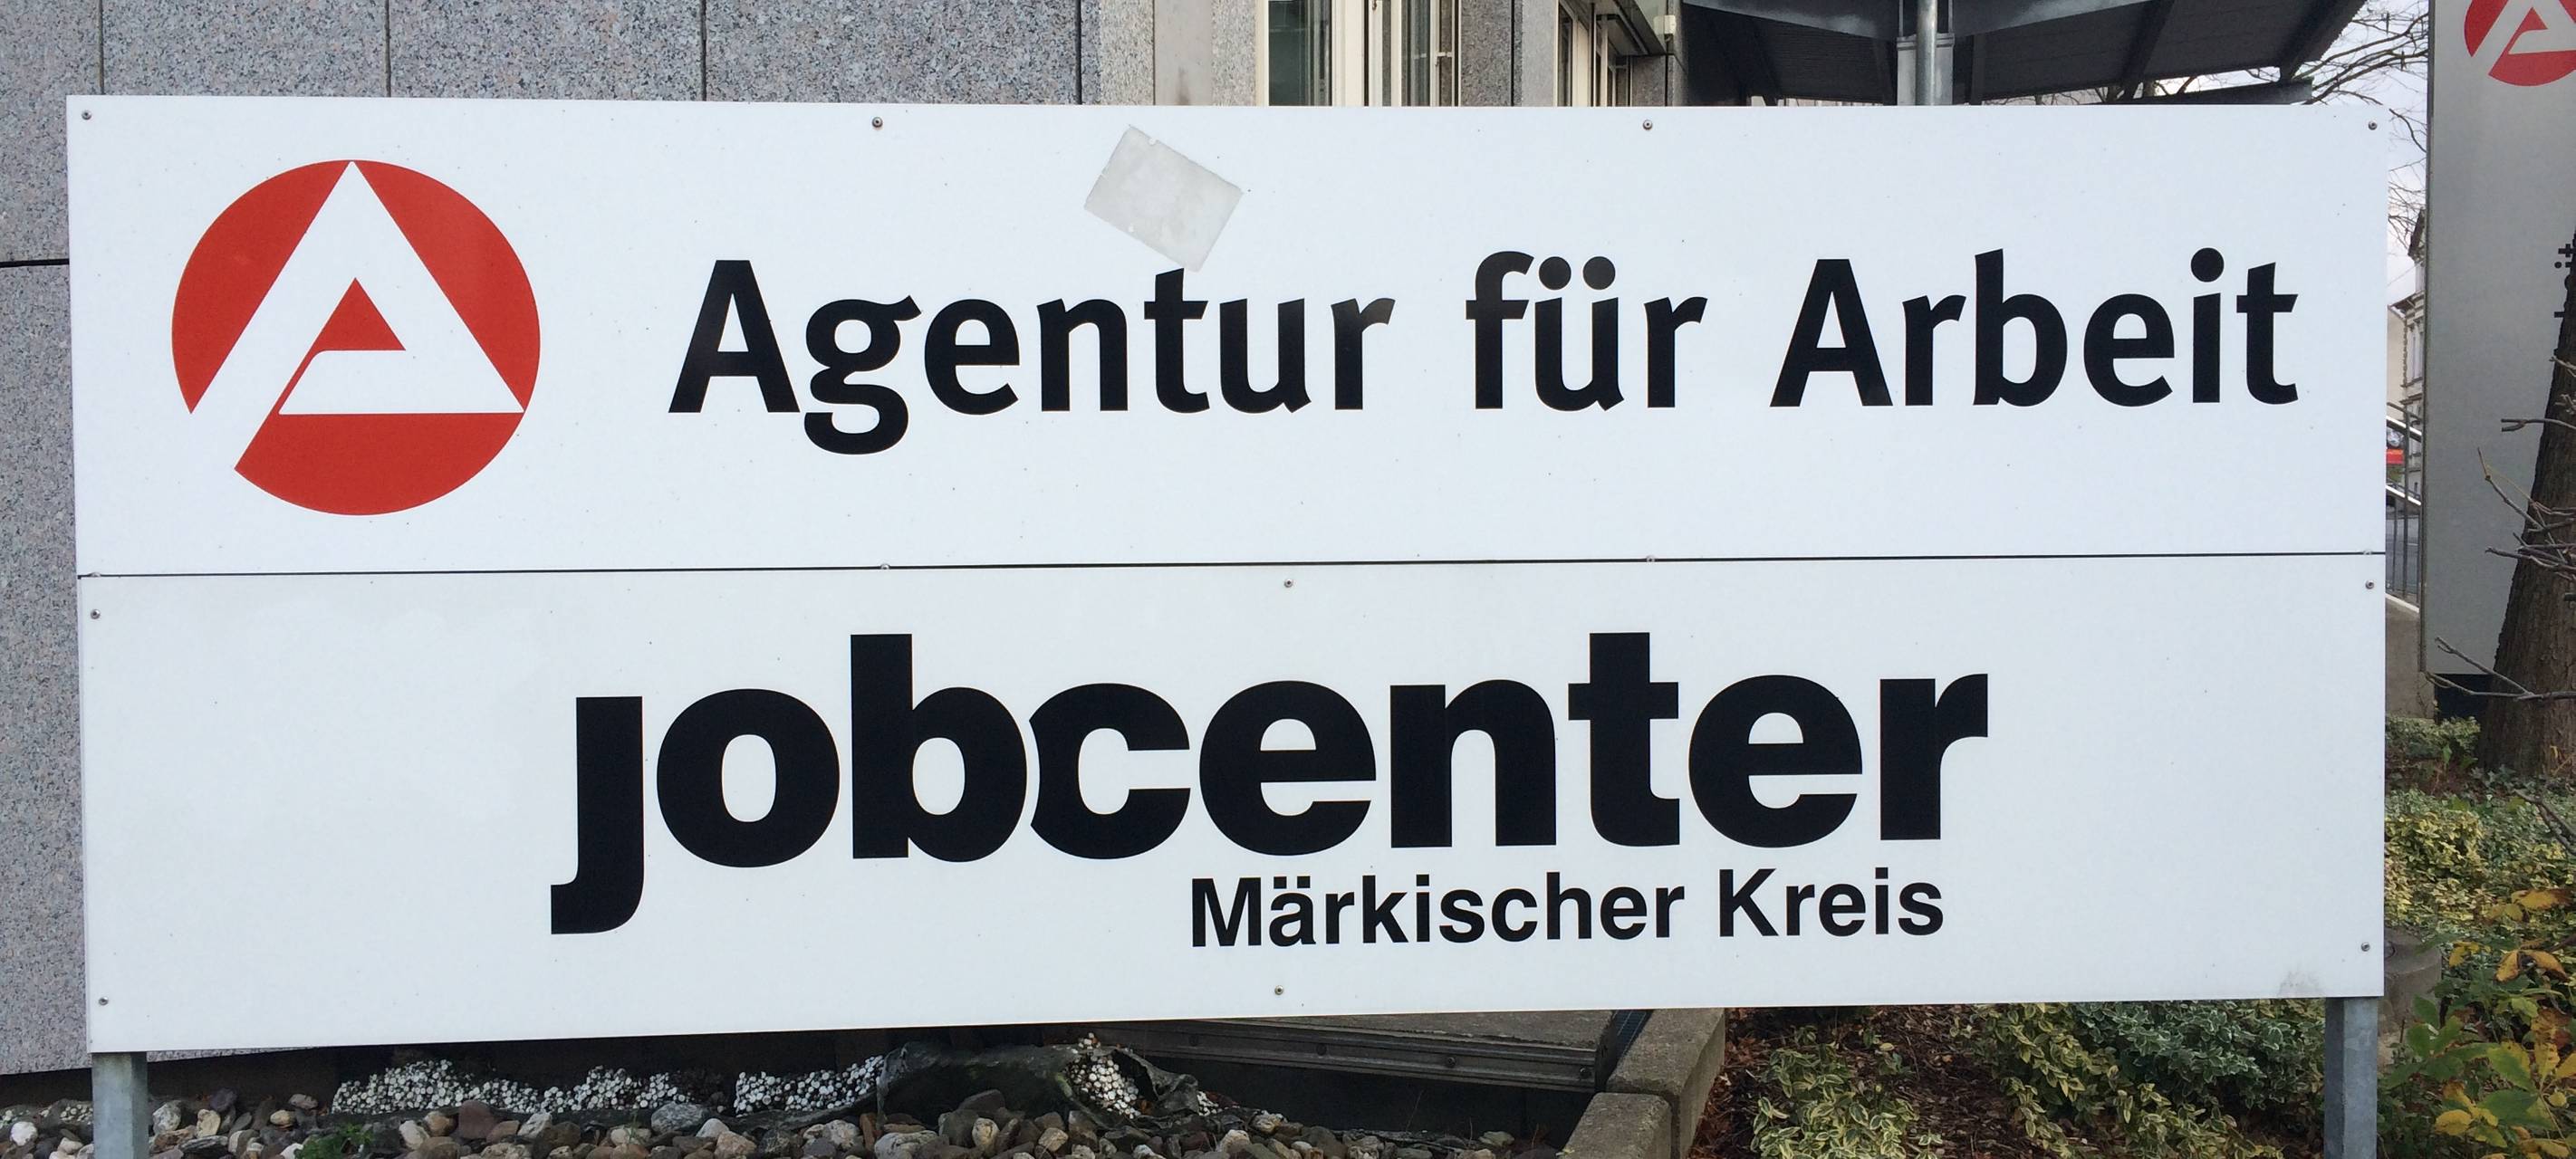 Agentur für Arbeit
jobcenter
Märkischer Kreis